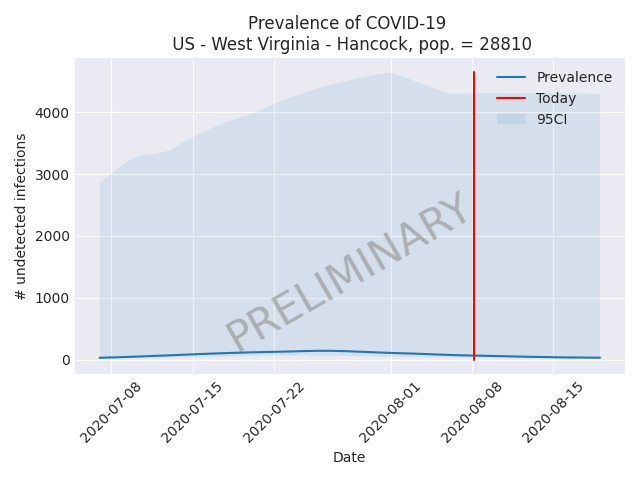 Prevalence of COVID-19
US - West Virginia - Hancock, pop. = 28810
Prevalence
Today
95CI
4000
3000
2000
1000
0
# undetected infections
PRELIMINARY
2020-07-08
2020-07-15
2020-07-22
2020-08-01
2020-08-08
2020-08-15
Date